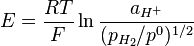 E = \frac{RT}{F} \ln \frac{a_{H^+}}{(p_{H_2}/p^0)^{1/2}}